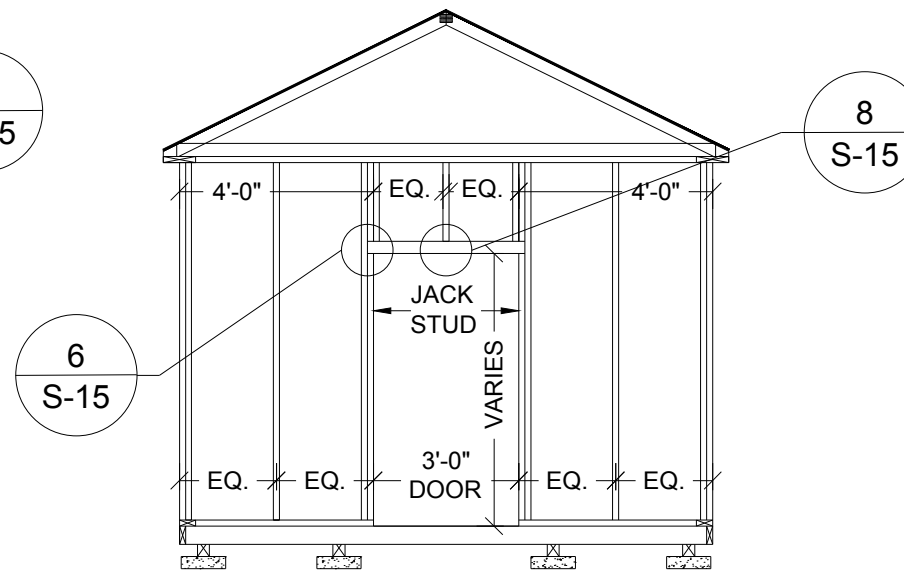 5
8
S-15
4'-0"
EQ.
EQ.
4'-0"
JACK
STUD
6
S-15
VARIES
EQ.
EQ.
3'-0"
DOOR
EQ.
EQ.